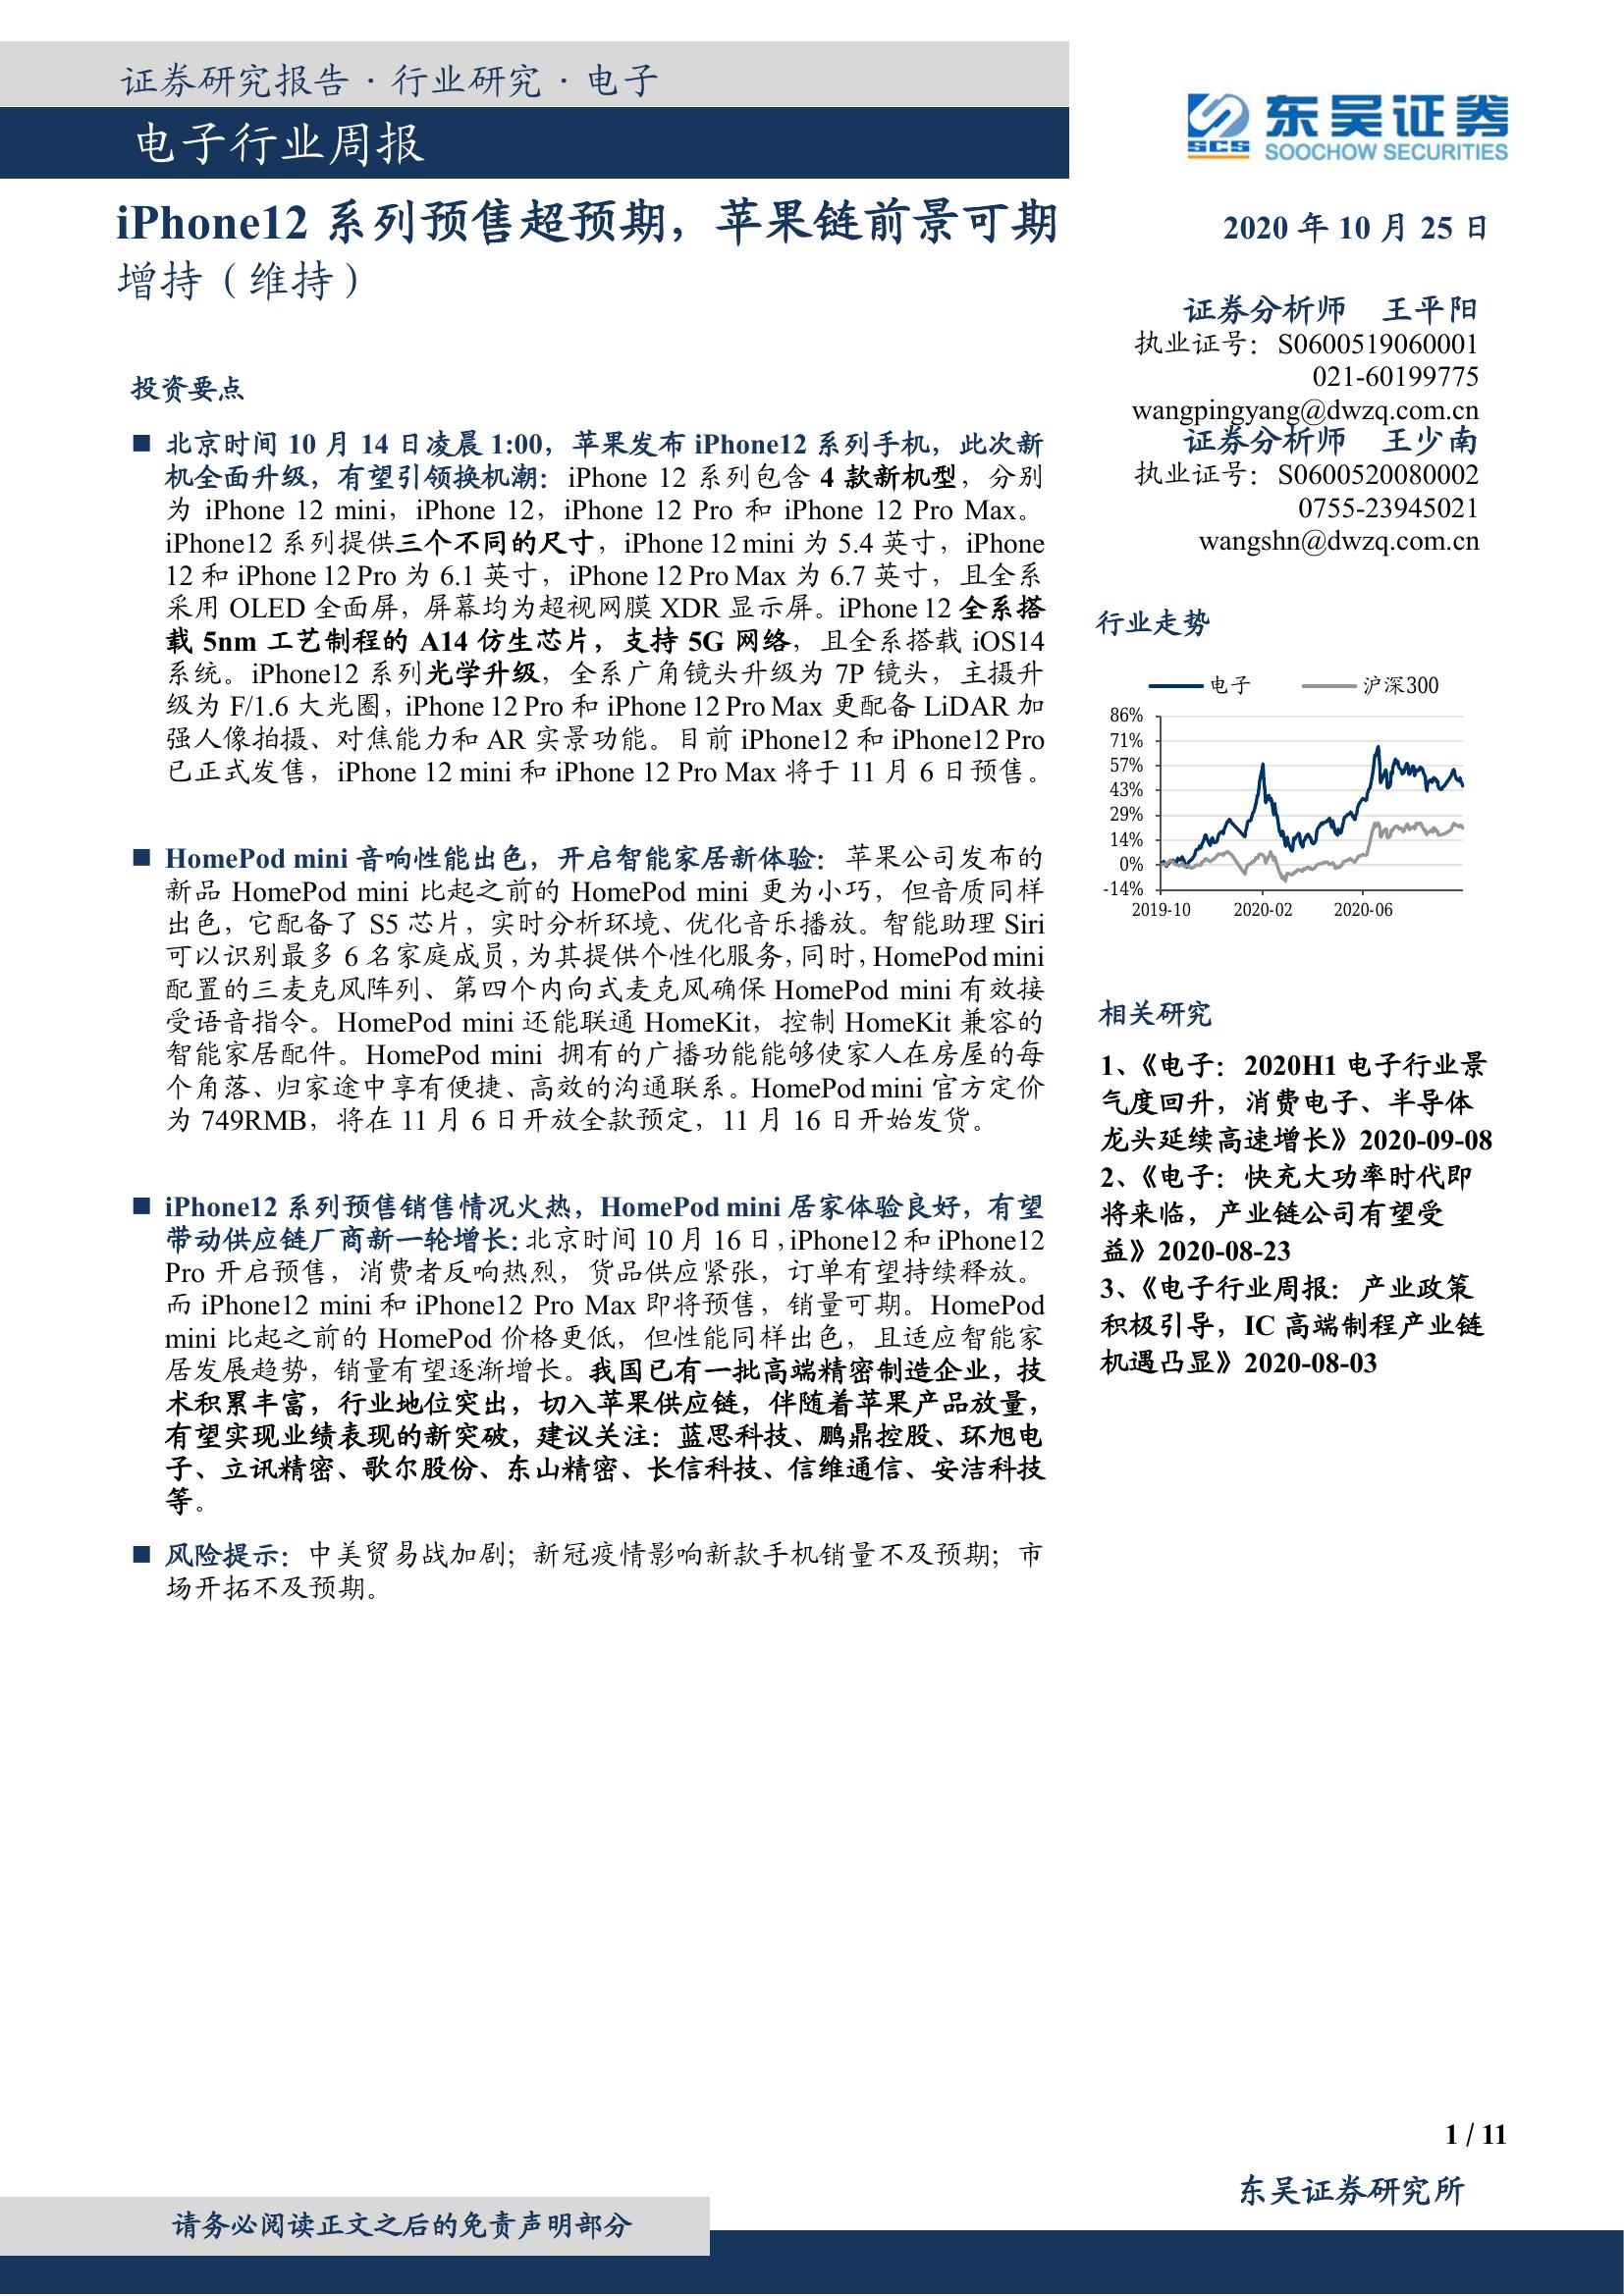 证券研究报告 · 行业研究 · 电子
电子行业周报
东吴证券
SCS
SOOCHOW SECURITIES
iPhone12 系列预售超预期，苹果链前景可期
增持（维持）
2020 年 10 月 25 日
证券分析师 王平阳
执业证号：S0600519060001
021-60199775
wangpingyang@dwzq.com.cn
证券分析师 王少南
执业证号：S0600520080002
0755-23945021
wangshn@dwzq.com.cn
投资要点
■ 北京时间 10 月 14 日凌晨 1:00，苹果发布 iPhone12 系列手机，此次新
机全面升级，有望引领换机潮：iPhone 12 系列包含 4 款新机型，分别
为 iPhone 12 mini，iPhone 12，iPhone 12 Pro 和 iPhone 12 Pro Max。
iPhone12 系列提供三个不同的尺寸，iPhone 12 mini 为 5.4 英寸，iPhone
12 和 iPhone 12 Pro 为 6.1 英寸，iPhone 12 Pro Max 为 6.7 英寸，且全系
采用 OLED 全面屏，屏幕均为超视网膜 XDR 显示屏。iPhone 12 全系搭
载 5nm 工艺制程的 A14 仿生芯片，支持 5G 网络，且全系搭载 iOS14
系统。iPhone12 系列光学升级，全系广角镜头升级为 7P 镜头，主摄升
级为 F/1.6 大光圈，iPhone 12 Pro 和 iPhone 12 Pro Max 更配备 LiDAR 加
强人像拍摄、对焦能力和 AR 实景功能。目前 iPhone12 和 iPhone12 Pro
已正式发售，iPhone 12 mini 和 iPhone 12 Pro Max 将于 11 月 6 日预售。
■ HomePod mini 音响性能出色，开启智能家居新体验：苹果公司发布的
新品 HomePod mini 比起之前的 HomePod mini 更为小巧，但音质同样
出色，它配备了 S5 芯片，实时分析环境、优化音乐播放。智能助理 Siri
可以识别最多 6 名家庭成员，为其提供个性化服务，同时，HomePod mini
配置的三麦克风阵列、第四个内向式麦克风确保 HomePod mini 有效接
受语音指令。HomePod mini 还能联通 HomeKit，控制 HomeKit 兼容的
智能家居配件。HomePod mini 拥有的广播功能能够使家人在房屋的每
个角落、归家途中享有便捷、高效的沟通联系。HomePod mini 官方定价
为 749RMB，将在 11 月 6 日开放全款预定，11 月 16 日开始发货。
■ iPhone12 系列预售销售情况火热，HomePod mini 居家体验良好，有望
带动供应链厂商新一轮增长：北京时间 10 月 16 日，iPhone12 和 iPhone12
Pro 开启预售，消费者反响热烈，货品供应紧张，订单有望持续释放。
而 iPhone12 mini 和 iPhone12 Pro Max 即将预售，销量可期。HomePod
mini 比起之前的 HomePod 价格更低，但性能同样出色，且适应智能家
居发展趋势，销量有望逐渐增长。我国已有一批高端精密制造企业，技
术积累丰富，行业地位突出，切入苹果供应链，伴随着苹果产品放量，
有望实现业绩表现的新突破，建议关注：蓝思科技、鹏鼎控股、环旭电
子、立讯精密、歌尔股份、东山精密、长信科技、信维通信、安洁科技
等。
■ 风险提示：中美贸易战加剧；新冠疫情影响新款手机销量不及预期；市
场开拓不及预期。
行业走势
电子 沪深300
86%
71%
57%
43%
29%
14%
0%
-14%
2019-10 2020-02 2020-06
相关研究
1、《电子：2020H1 电子行业景
气度回升，消费电子、半导体
龙头延续高速增长》2020-09-08
2、《电子：快充大功率时代即
将来临，产业链公司有望受
益》2020-08-23
3、《电子行业周报：产业政策
积极引导，IC 高端制程产业链
机遇凸显》2020-08-03
1 / 11
东吴证券研究所
请务必阅读正文之后的免责声明部分